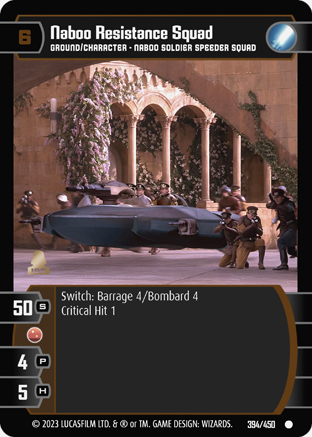 6
Naboo Resistance Squad
GROUND/CHARACTER - NABOO SOLDIER SPEEDER SQUAD
50 S
Switch: Barrage 4/Bombard 4
Critical Hit 1
4 P
5 H
© 2023 LUCASFILM LTD. & ® or TM. GAME DESIGN: WIZARDS.
394/450